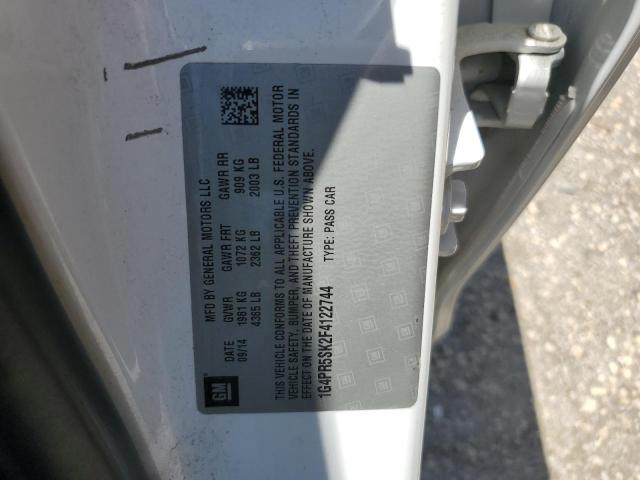 MFD BY GENERAL MOTORS LLC
DATE GVWR GAWR FRT GAWR RR
09/14 1981 KG 1072 KG 909 KG
4365 LB 2362 LB 2003 LB
THIS VEHICLE CONFORMS TO ALL APPLICABLE U.S. FEDERAL MOTOR
VEHICLE SAFETY, BUMPER, AND THEFT PREVENTION STANDARDS IN
EFFECT ON THE DATE OF MANUFACTURE SHOWN ABOVE.
1G4PR5SK2F4122744 TYPE: PASS CAR
GM